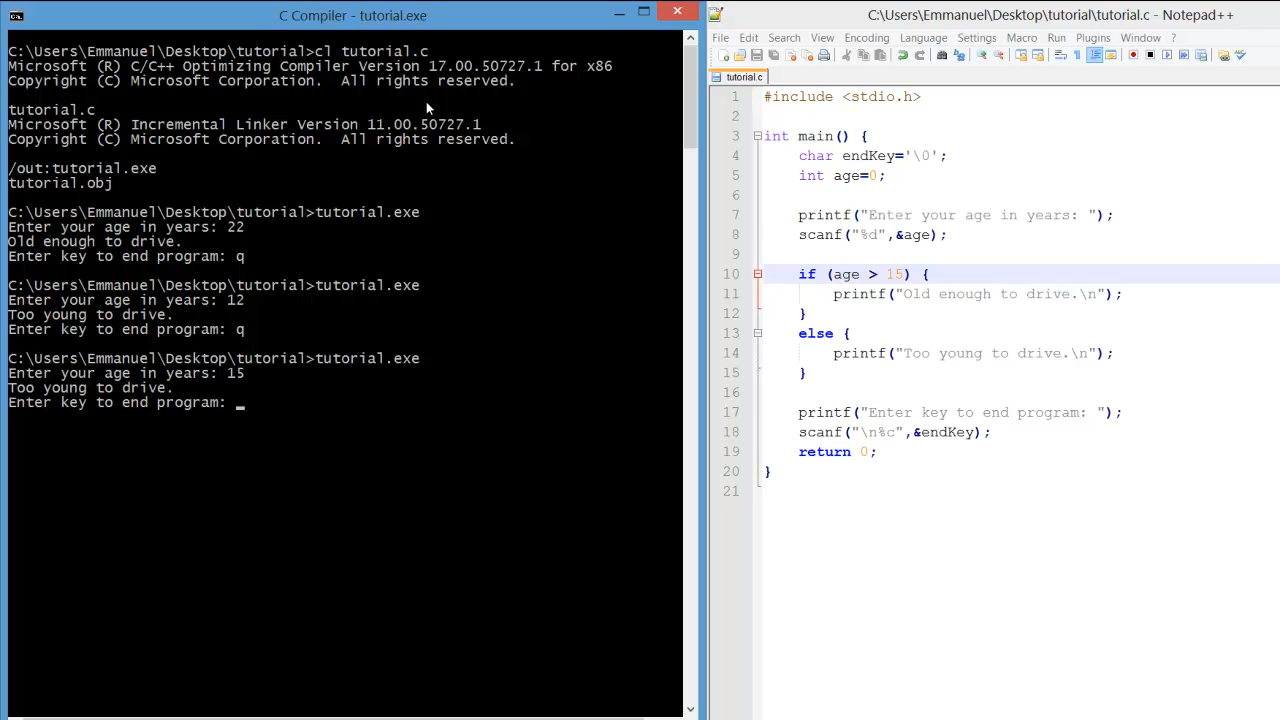 C Compiler - tutorial.exe
C:\Users\Emmanuel\Desktop\tutorial>cl tutorial.c
Microsoft (R) C/C++ Optimizing Compiler Version 17.00.50727.1 for x86
Copyright (C) Microsoft Corporation.  All rights reserved.
tutorial.c
Microsoft (R) Incremental Linker Version 11.00.50727.1
Copyright (C) Microsoft Corporation.  All rights reserved.
/out:tutorial.exe
tutorial.obj
C:\Users\Emmanuel\Desktop\tutorial>tutorial.exe
Enter your age in years: 22
Old enough to drive.
Enter key to end program: q
C:\Users\Emmanuel\Desktop\tutorial>tutorial.exe
Enter your age in years: 12
Too young to drive.
Enter key to end program: q
C:\Users\Emmanuel\Desktop\tutorial>tutorial.exe
Enter your age in years: 15
Too young to drive.
Enter key to end program: _
C:\Users\Emmanuel\Desktop\tutorial\tutorial.c - Notepad++
File Edit Search View Encoding Language Settings Macro Run Plugins Window ?
tutorial.c
1 #include <stdio.h>
2
3 int main() {
4 char endKey='\0';
5 int age=0;
6
7 printf("Enter your age in years: ");
8 scanf("%d",&age);
9
10 if (age > 15) {
11 printf("Old enough to drive.\n");
12 }
13 else {
14 printf("Too young to drive.\n");
15 }
16
17 printf("Enter key to end program: ");
18 scanf("\n%c",&endKey);
19 return 0;
20 }
21